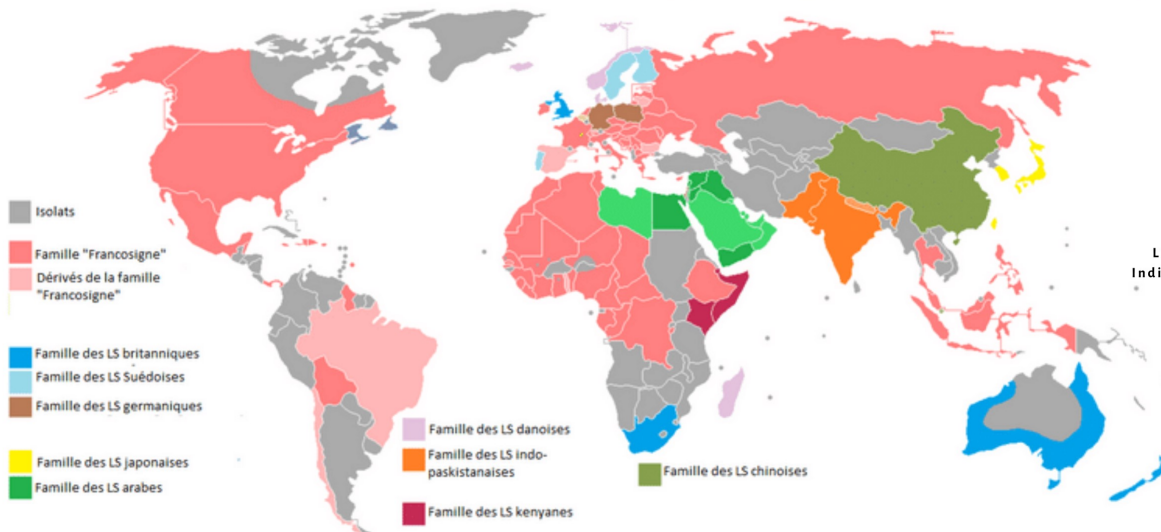 Isolats
Famille "Francosigne"
Dérivés de la famille
"Francosigne"
Famille des LS britanniques
Famille des LS Suédoises
Famille des LS germaniques
Famille des LS japonaises
Famille des LS arabes
Famille des LS danoises
Famille des LS indo-
paskistanaises
Famille des LS kenyanes
Famille des LS chinoises
L
Indi